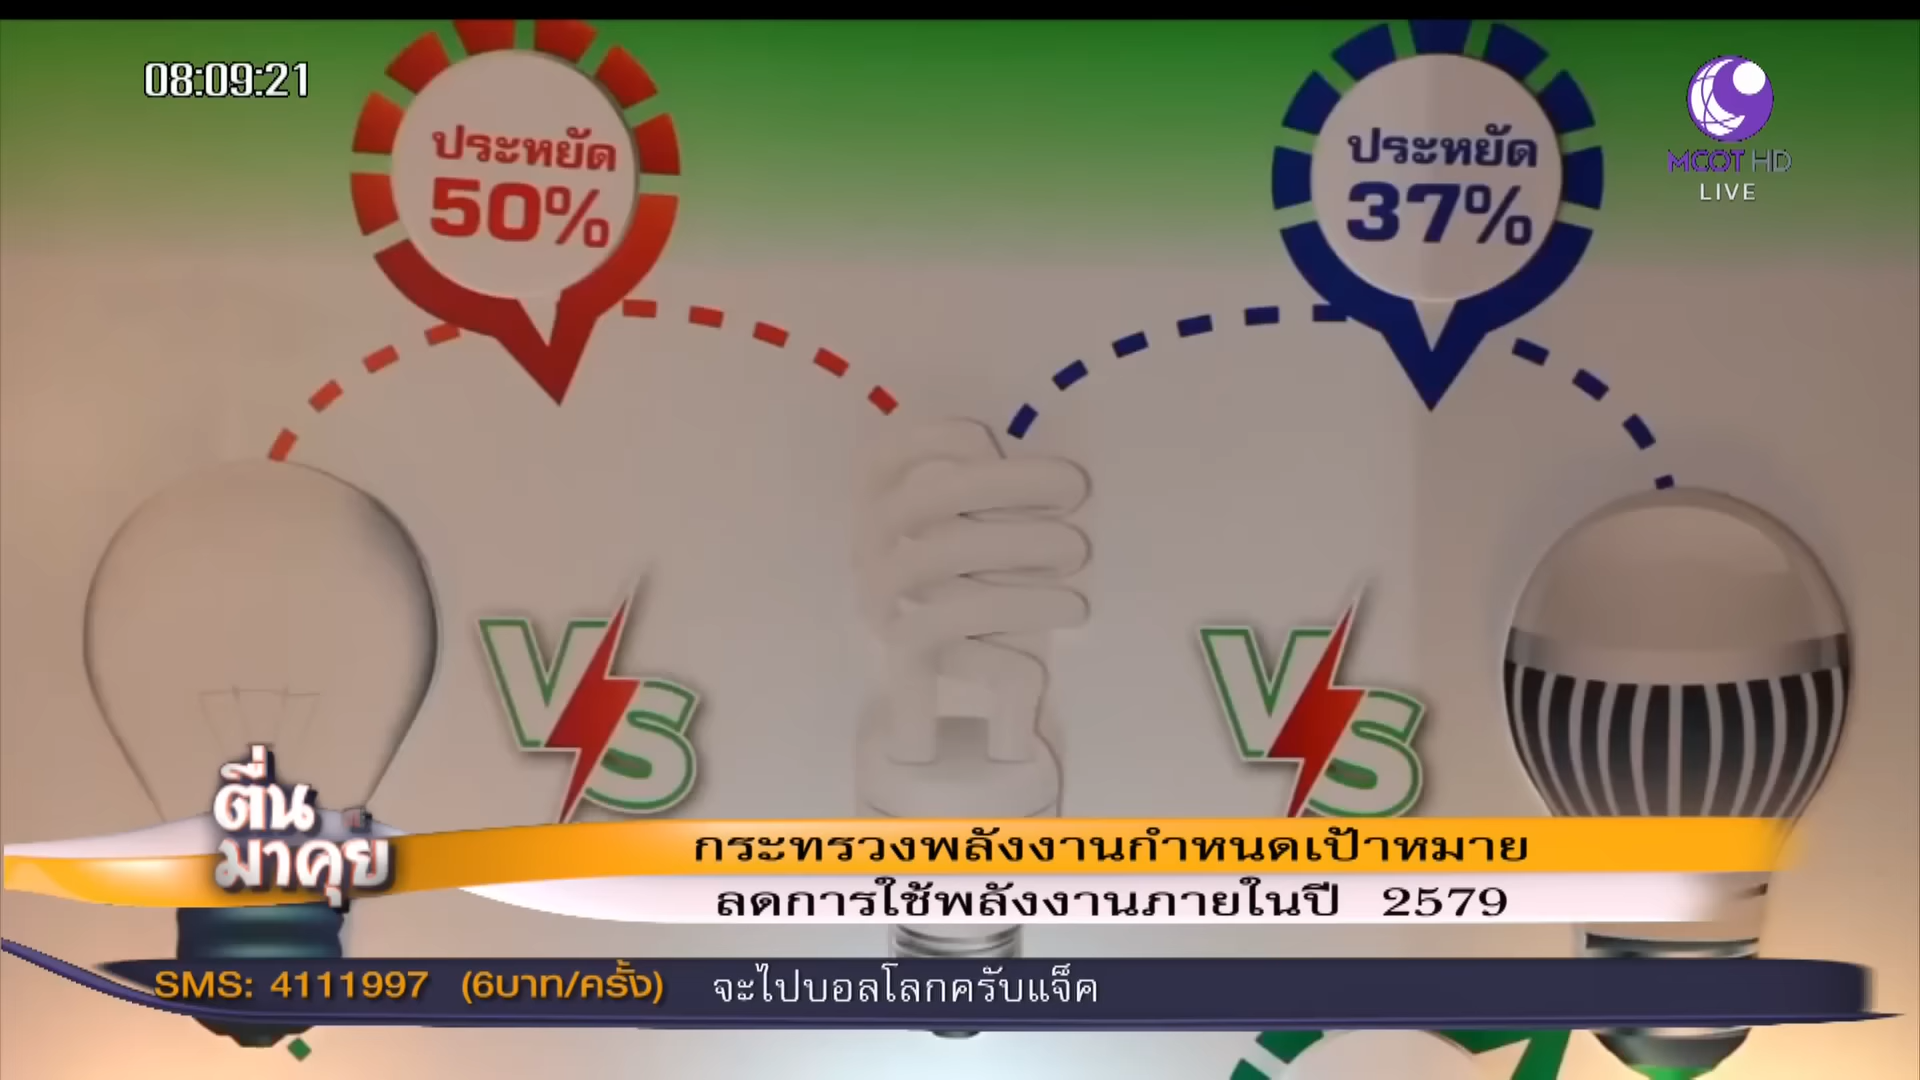 08:09:21
ประหยัด
50%
ประหยัด
37%
MCOT HD
LIVE
VS
VS
ตื่น
มาคุย
กระทรวงพลังงานกำหนดเป้าหมาย
ลดการใช้พลังงานภายในปี 2579
SMS: 4111997 (6บาท/ครั้ง) จะไปบอลโลกครับแจ็ค